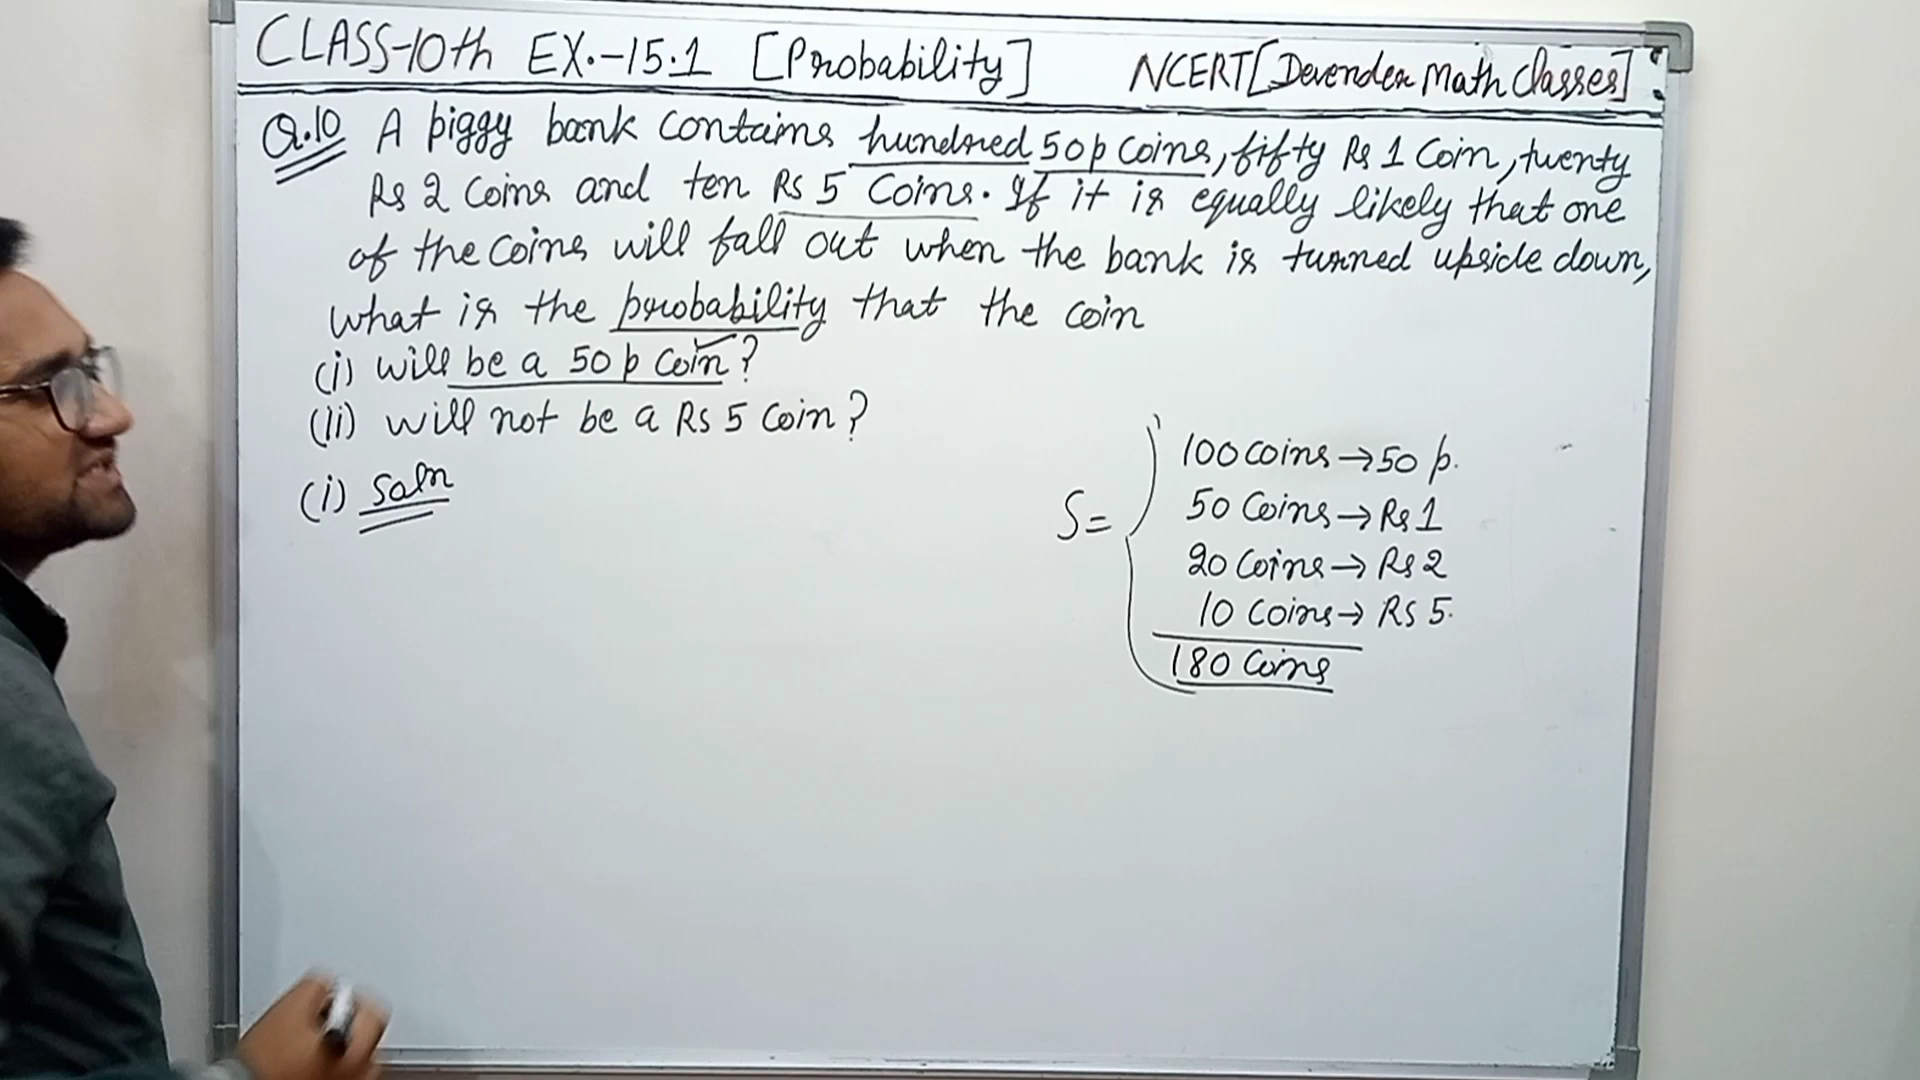 CLASS-10th EX.-15.1 [Probability] NCERT[Devender Math Classes]
Q.10 A piggy bank contains hundred 50p Coins, fifty Rs 1 Coin, twenty
Rs 2 Coins and ten Rs 5 Coins. If it is equally likely that one
of the Coins will fall out when the bank is turned upside down,
what is the probability that the coin
(i) will be a 50 p Coin?
(ii) will not be a Rs 5 Coin?
(i) Soln
S=
100 coins → 50 p.
50 Coins → Rs 1
20 Coins → Rs 2
10 Coins → Rs 5.
180 Coins